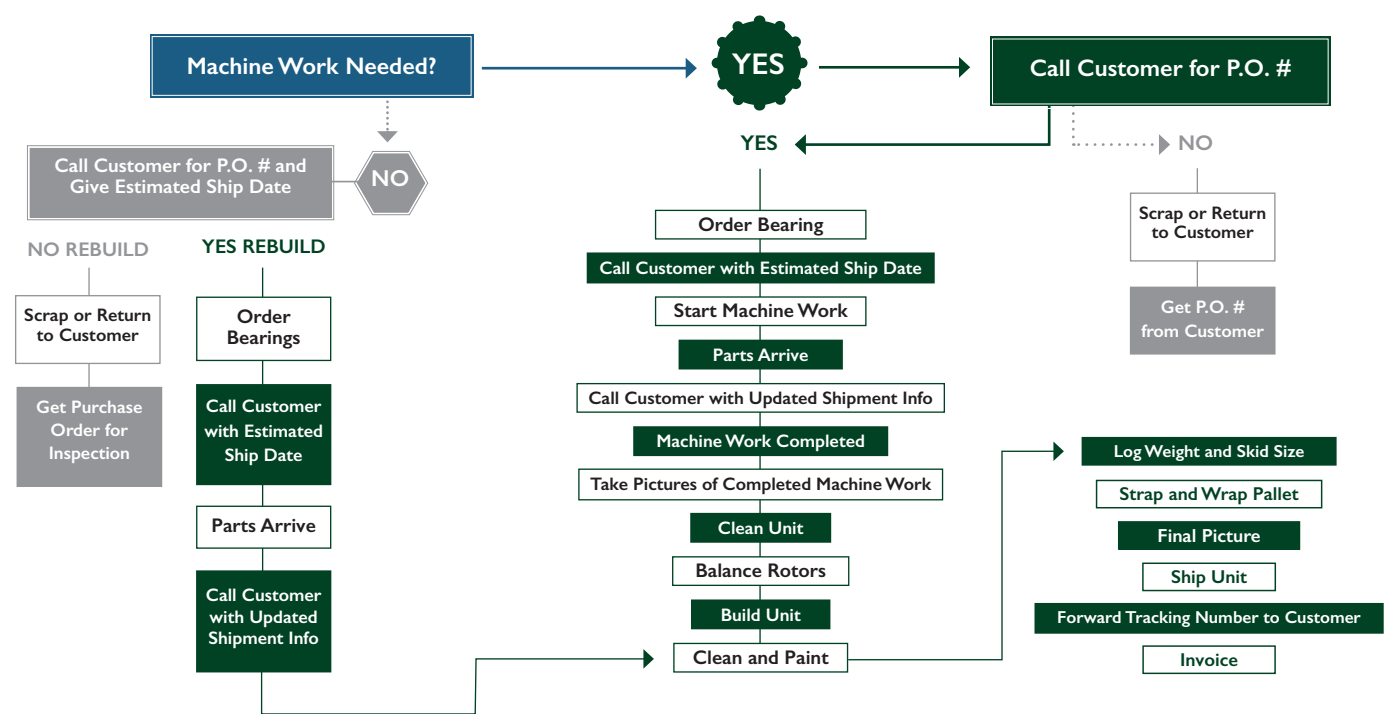 Machine Work Needed?
YES
Call Customer for P.O. #
Call Customer for P.O. # and
Give Estimated Ship Date
NO
NO REBUILD
Scrap or Return
to Customer
Get Purchase
Order for
Inspection
YES REBUILD
Order
Bearings
Call Customer
with Estimated
Ship Date
Parts Arrive
Call Customer
with Updated
Shipment Info
YES
Order Bearing
Call Customer with Estimated Ship Date
Start Machine Work
Parts Arrive
Call Customer with Updated Shipment Info
Machine Work Completed
Take Pictures of Completed Machine Work
Clean Unit
Balance Rotors
Build Unit
Clean and Paint
NO
Scrap or Return
to Customer
Get P.O. #
from Customer
Log Weight and Skid Size
Strap and Wrap Pallet
Final Picture
Ship Unit
Forward Tracking Number to Customer
Invoice